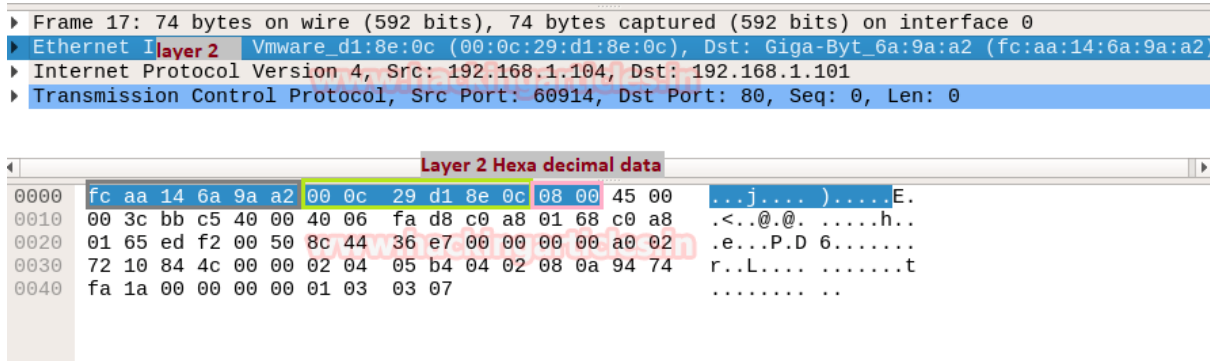 Frame 17: 74 bytes on wire (592 bits), 74 bytes captured (592 bits) on interface 0
Ethernet I layer 2 Vmware_d1:8e:0c (00:0c:29:d1:8e:0c), Dst: Giga-Byt_6a:9a:a2 (fc:aa:14:6a:9a:a2)
Internet Protocol Version 4, Src: 192.168.1.104, Dst: 192.168.1.101
www.hackingarticles.in
Transmission Control Protocol, Src Port: 60914, Dst Port: 80, Seq: 0, Len: 0
Layer 2 Hexa decimal data
0000 fc aa 14 6a 9a a2 00 0c 29 d1 8e 0c 08 00 45 00 ...j.... ).....E.
0010 00 3c bb c5 40 00 40 06 fa d8 c0 a8 01 68 c0 a8 .<..@.@. .....h..
0020 01 65 ed f2 00 50 8c 44 36 e7 00 00 00 00 a0 02 .e...P.D 6.......
www.hackingarticles.in
0030 72 10 84 4c 00 00 02 04 05 b4 04 02 08 0a 94 74 r..L.... .......t
0040 fa 1a 00 00 00 00 01 03 03 07 ........ ..